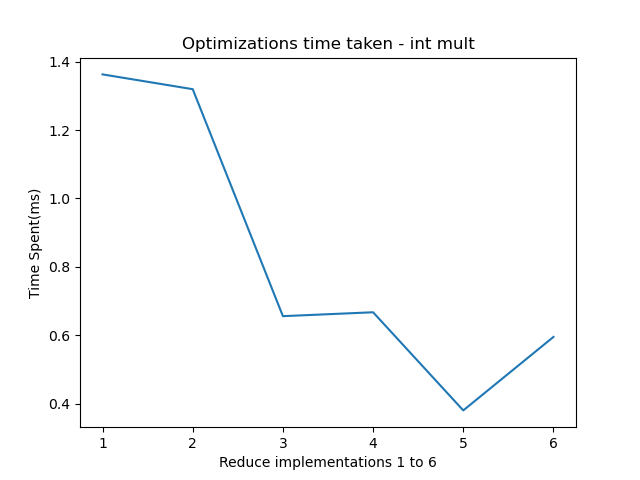 Optimizations time taken - int mult
1.4
1.2
1.0
0.8
0.6
0.4
Time Spent(ms)
1 2 3 4 5 6
Reduce implementations 1 to 6